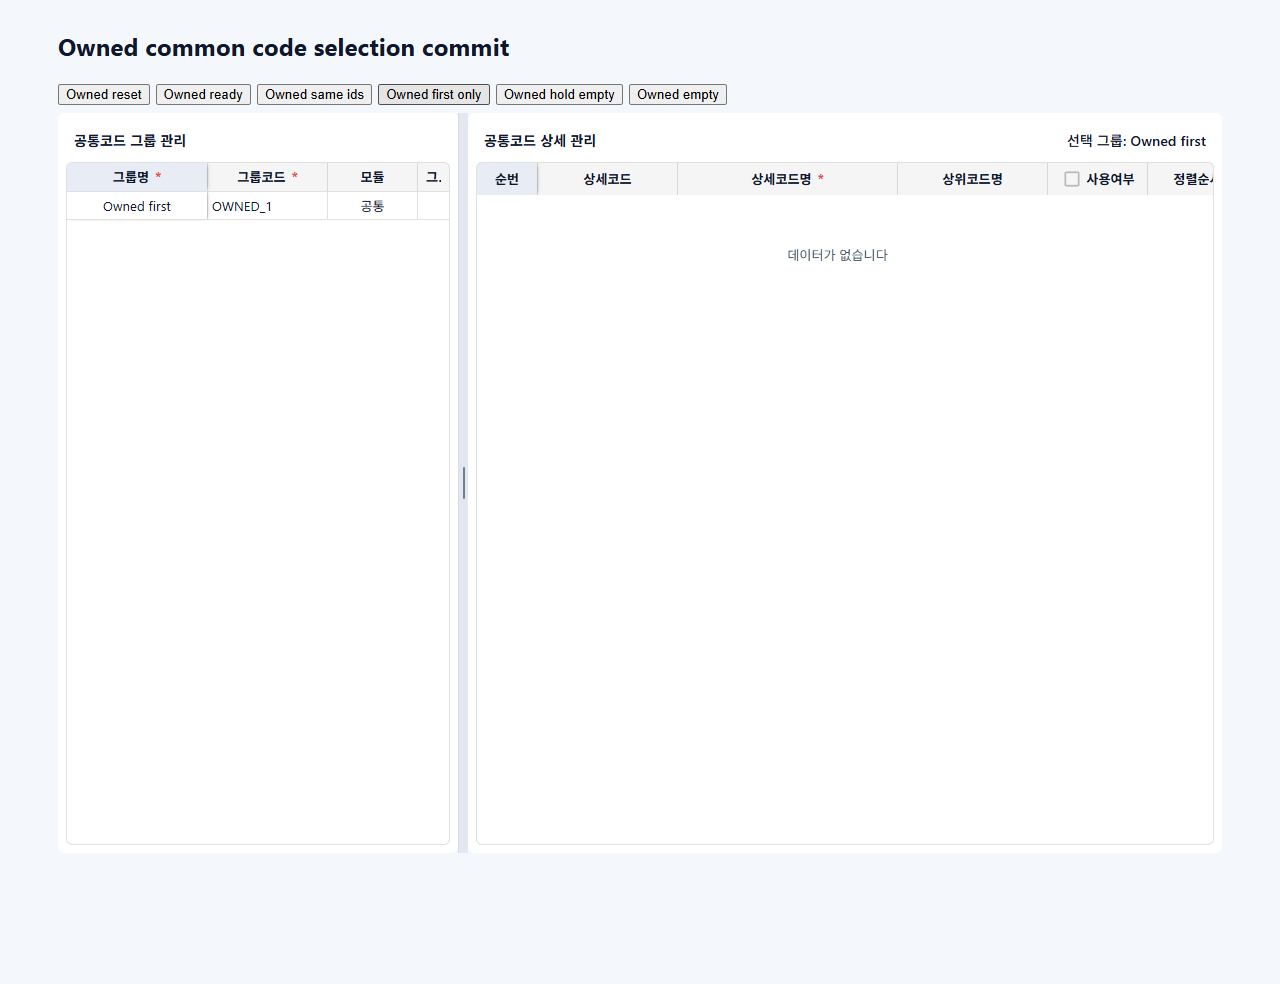 Owned common code selection commit
Owned reset Owned ready Owned same ids Owned first only Owned hold empty Owned empty
공통코드 그룹 관리
그룹명 * 그룹코드 * 모듈 그.
Owned first OWNED_1 공통
공통코드 상세 관리 선택 그룹: Owned first
순번 상세코드 상세코드명 * 상위코드명 사용여부 정렬순
데이터가 없습니다